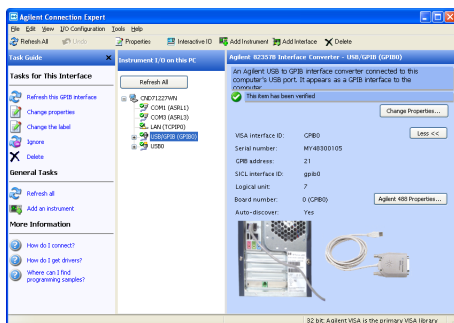 Agilent Connection Expert
File Edit View I/O Configuration Tools Help
Refresh All Undo Properties Interactive IO Add Instrument Add Interface Delete
Task Guide
Tasks for This Interface
Refresh this GPIB interface
Change properties
Change the label
Ignore
Delete
General Tasks
Refresh all
Add an instrument
More Information
How do I connect?
How do I get drivers?
Where can I find
programming samples?
Instrument I/O on this PC
Refresh All
CND71227WN
COM1 (ASRL1)
COM3 (ASRL3)
LAN (TCPIP0)
USB/GPIB (GPIB0)
USB0
Agilent 82357B Interface Converter - USB/GPIB (GPIB0)
An Agilent USB to GPIB interface converter connected to this
computer's USB port. It appears as a GPIB interface to the
computer.
This item has been verified
Change Properties...
Less <<
VISA interface ID: GPIB0
Serial number: MY48300105
GPIB address: 21
SICL interface ID: gpib0
Logical unit: 7
Board number: 0 (GPIB0)
Agilent 488 Properties...
Auto-discover: Yes
32 bit: Agilent VISA is the primary VISA library